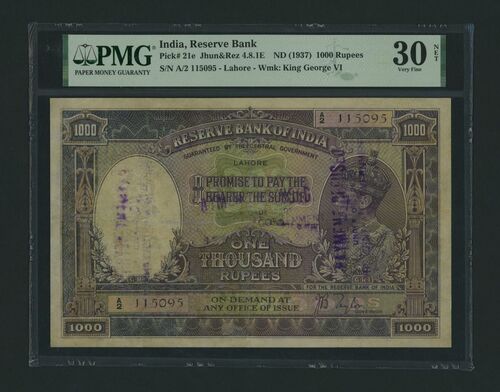 PMG
PAPER MONEY GUARANTY
India, Reserve Bank
Pick# 21e Jhun&Rez 4.8.1E ND (1937) 1000 Rupees
S/N A/2 115095 - Lahore - Wmk: King George VI
30 NET
Very Fine
A/2 115095
1000
1000
RESERVE BANK OF INDIA
GUARANTEED BY THE CENTRAL GOVERNMENT
LAHORE
I PROMISE TO PAY THE
BEARER THE SUM OF
ONE
THOUSAND
RUPEES
FOR THE RESERVE BANK OF INDIA
A/2 115095
ON DEMAND AT
ANY OFFICE OF ISSUE
GOVERNOR
1000
1000